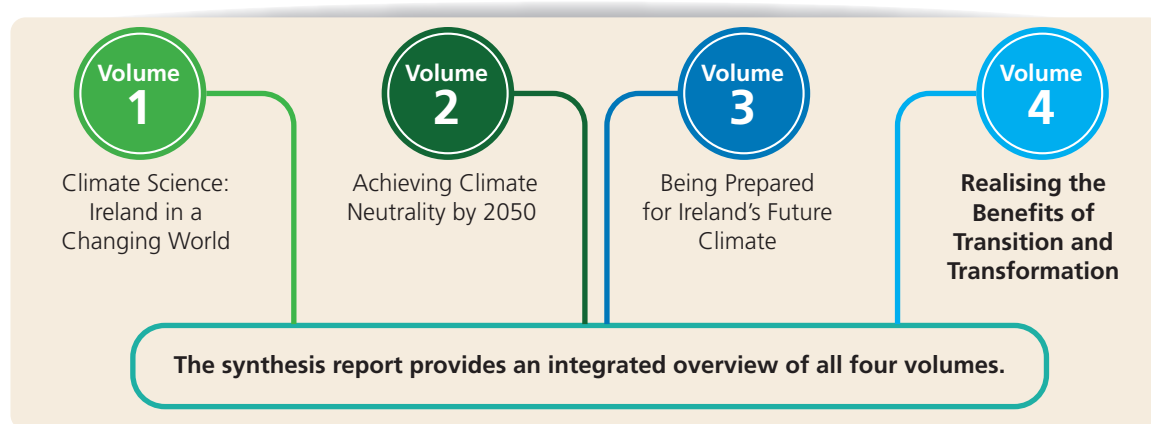 Volume
1
Climate Science:
Ireland in a
Changing World
Volume
2
Achieving Climate
Neutrality by 2050
Volume
3
Being Prepared
for Ireland’s Future
Climate
Volume
4
Realising the
Benefits of
Transition and
Transformation
The synthesis report provides an integrated overview of all four volumes.